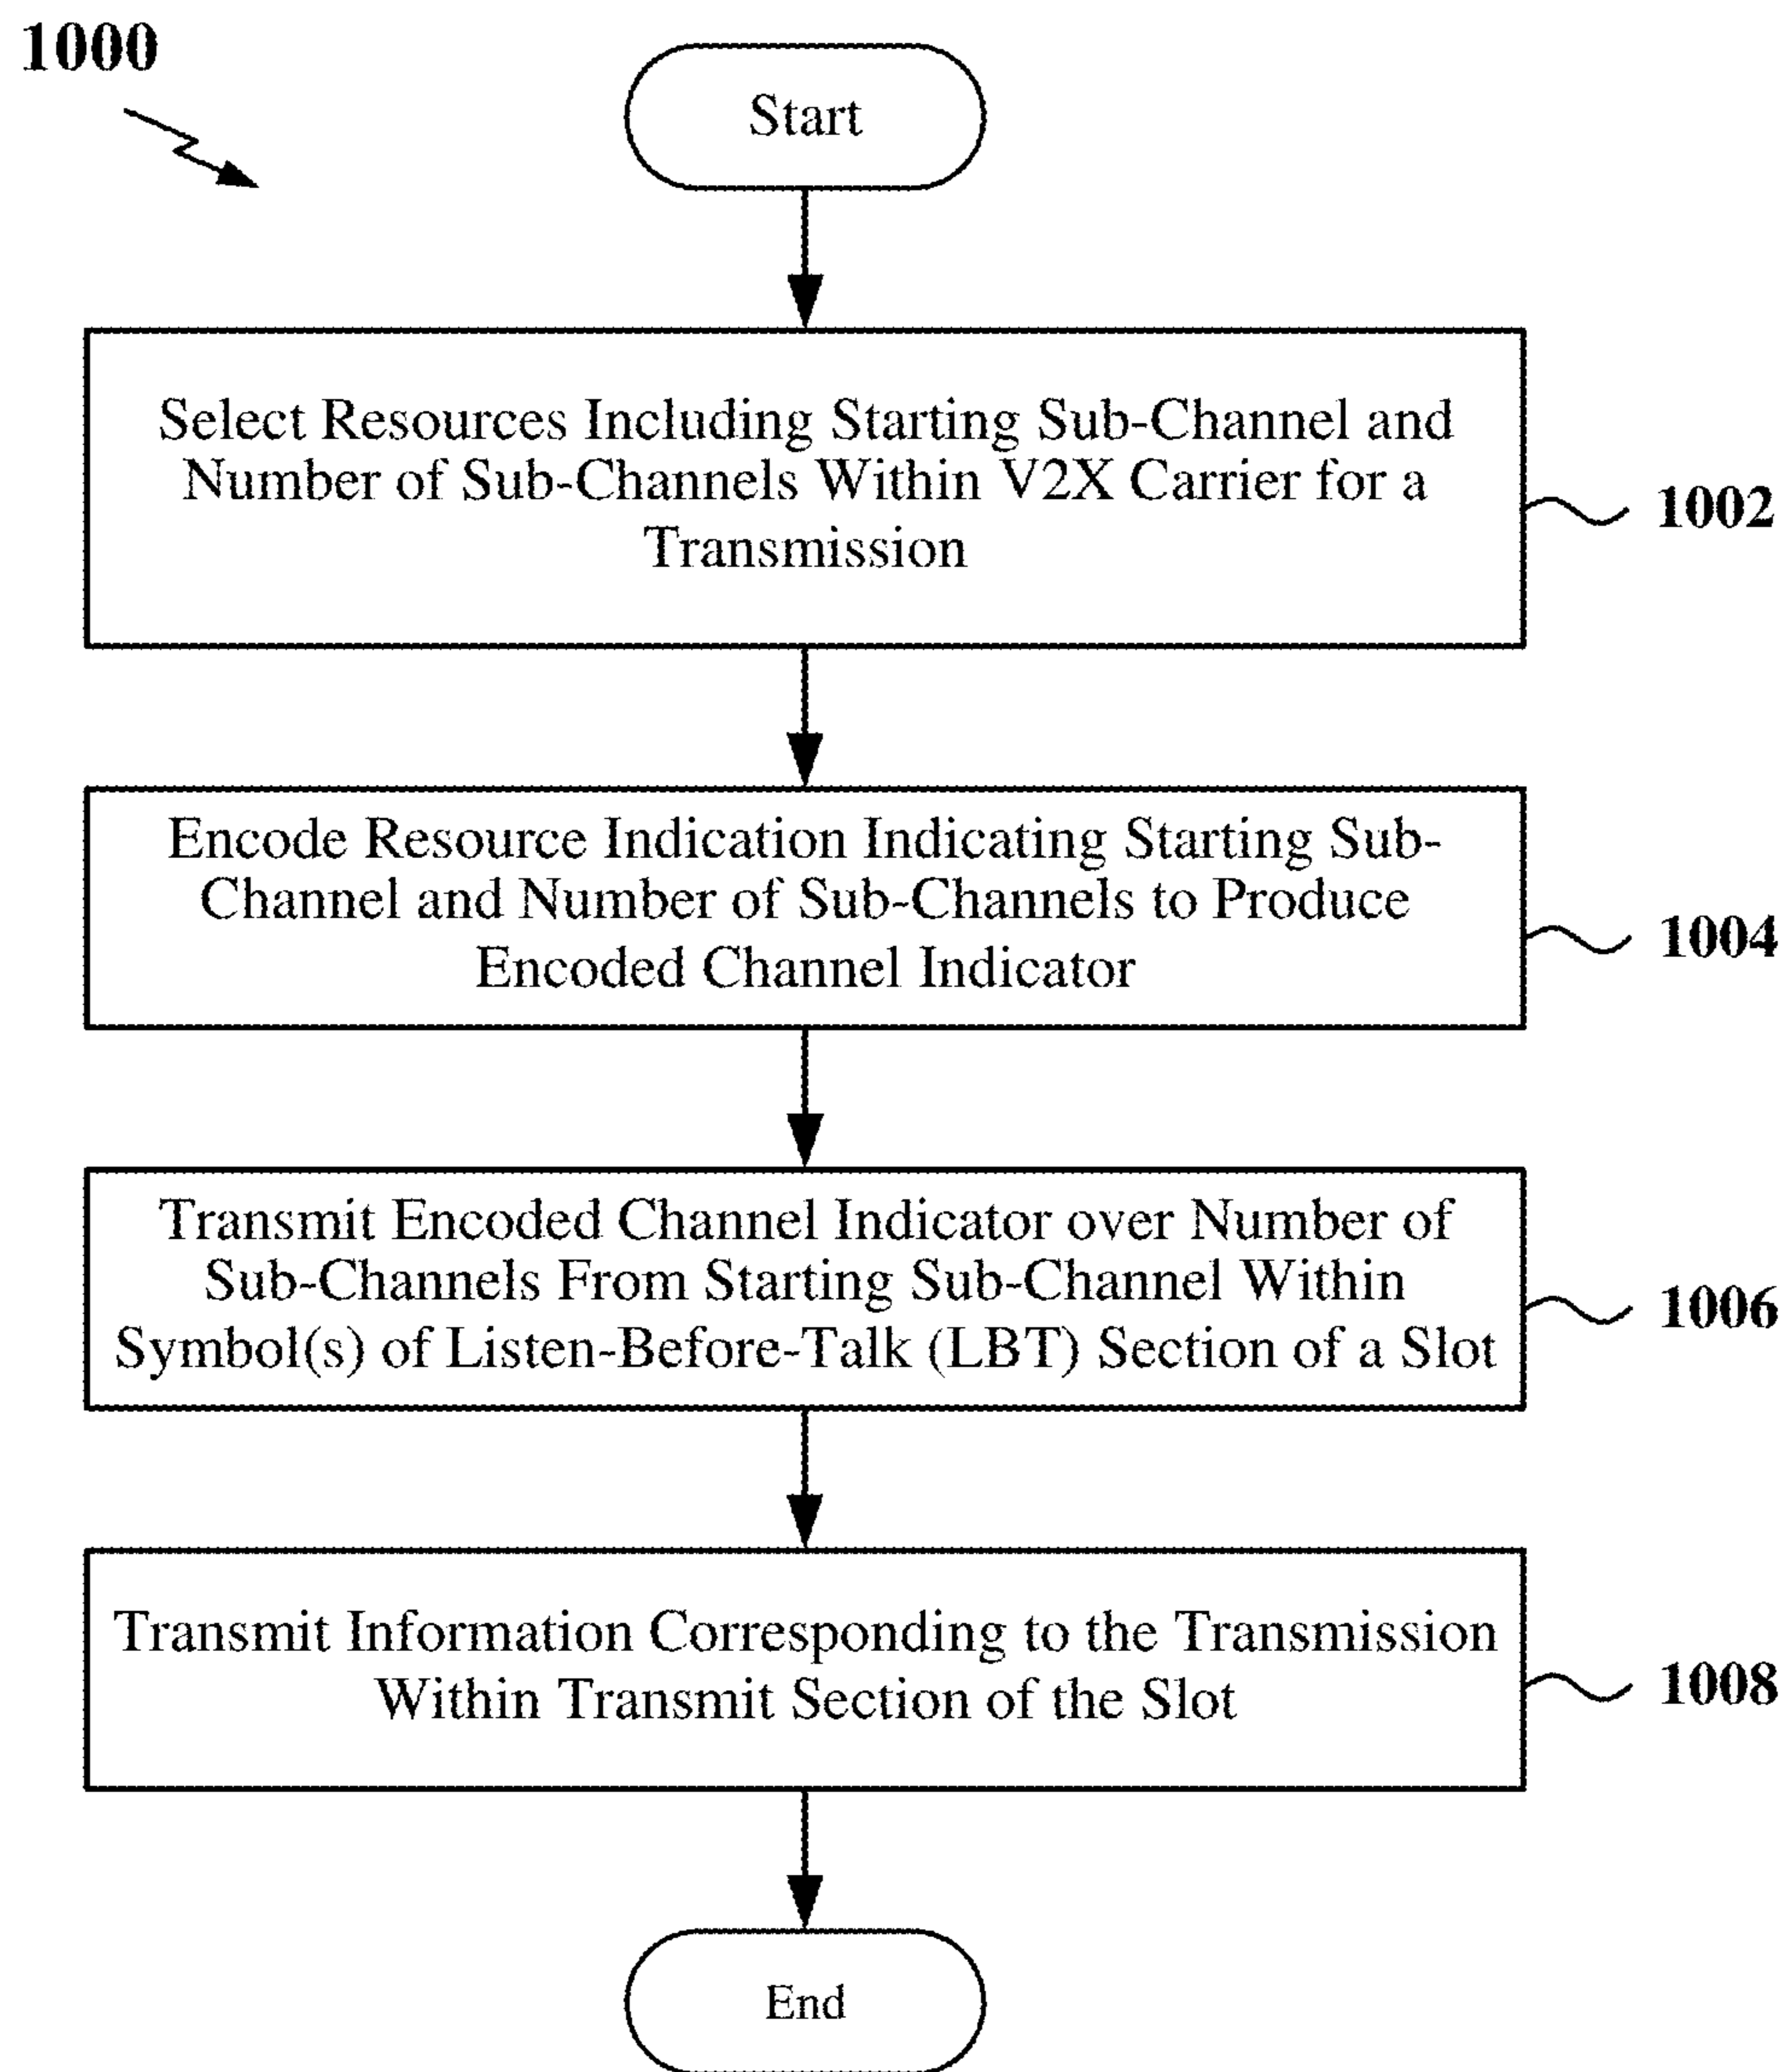 1000
Start
Select Resources Including Starting Sub-Channel and
Number of Sub-Channels Within V2X Carrier for a
Transmission
1002
Encode Resource Indication Indicating Starting Sub-
Channel and Number of Sub-Channels to Produce
Encoded Channel Indicator
1004
Transmit Encoded Channel Indicator over Number of
Sub-Channels From Starting Sub-Channel Within
Symbol(s) of Listen-Before-Talk (LBT) Section of a Slot
1006
Transmit Information Corresponding to the Transmission
Within Transmit Section of the Slot
1008
End